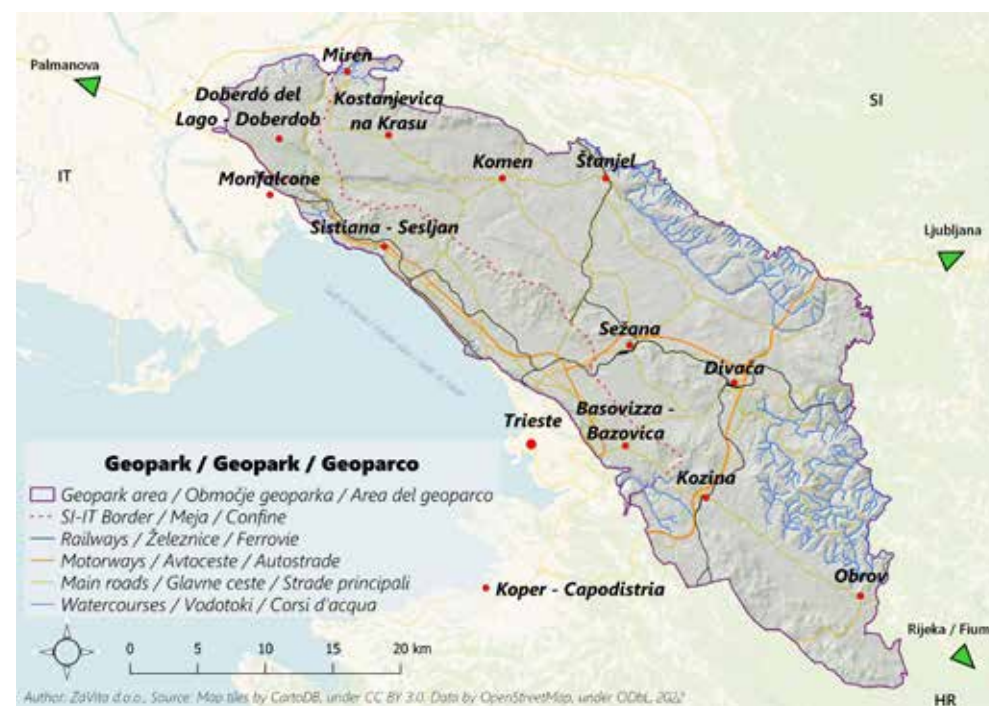 Miren
Palmanova
Doberdó del
Lago - Doberdob
Kostanjevica
na Krasu
SI
Komen
Štanjel
IT
Monfalcone
Sistiana - Sesljan
Ljubljana
Sežana
Divača
Basovizza -
Bazovica
Trieste
Kozina
Geopark / Geopark / Geoparco
Geopark area / Območje geoparka / Area del geoparco
SI-IT Border / Meja / Confine
Railways / Železnice / Ferrovie
Motorways / Avtoceste / Autostrade
Main roads / Glavne ceste / Strade principali
Watercourses / Vodotoki / Corsi d'acqua
Koper - Capodistria
Obrov
Rijeka / Fium
0 5 10 15 20 km
HR
Author: ZaVita d.o.o., Source: Map tiles by CartoDB, under CC BY 3.0. Data by OpenStreetMap, under ODbL, 2022